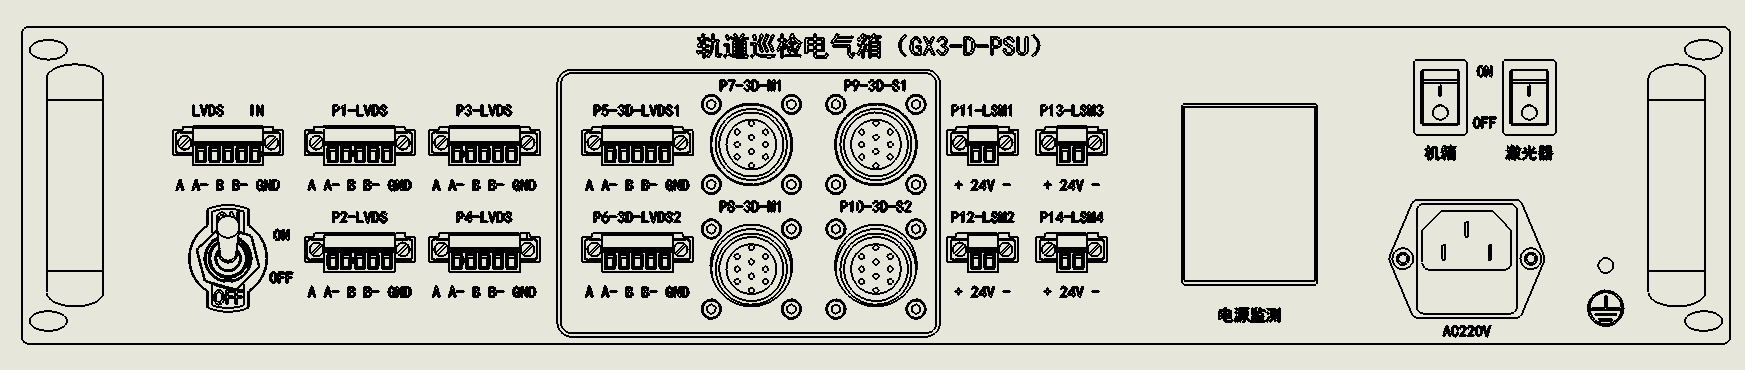 轨道巡检电气箱（GX3-D-PSU）
LVDS IN
A A- B B- GND
ON
OFF
OFF
P1-LVDS
A A- B B- GND
P2-LVDS
A A- B B- GND
P3-LVDS
A A- B B- GND
P4-LVDS
A A- B B- GND
P5-3D-LVDS1
A A- B B- GND
P6-3D-LVDS2
A A- B B- GND
P7-3D-M1
P8-3D-M1
P9-3D-S1
P10-3D-S2
P11-LSM1
+ 24V -
P12-LSM2
+ 24V -
P13-LSM3
+ 24V -
P14-LSM4
+ 24V -
电源监测
ON
OFF
机箱
激光器
AC220V